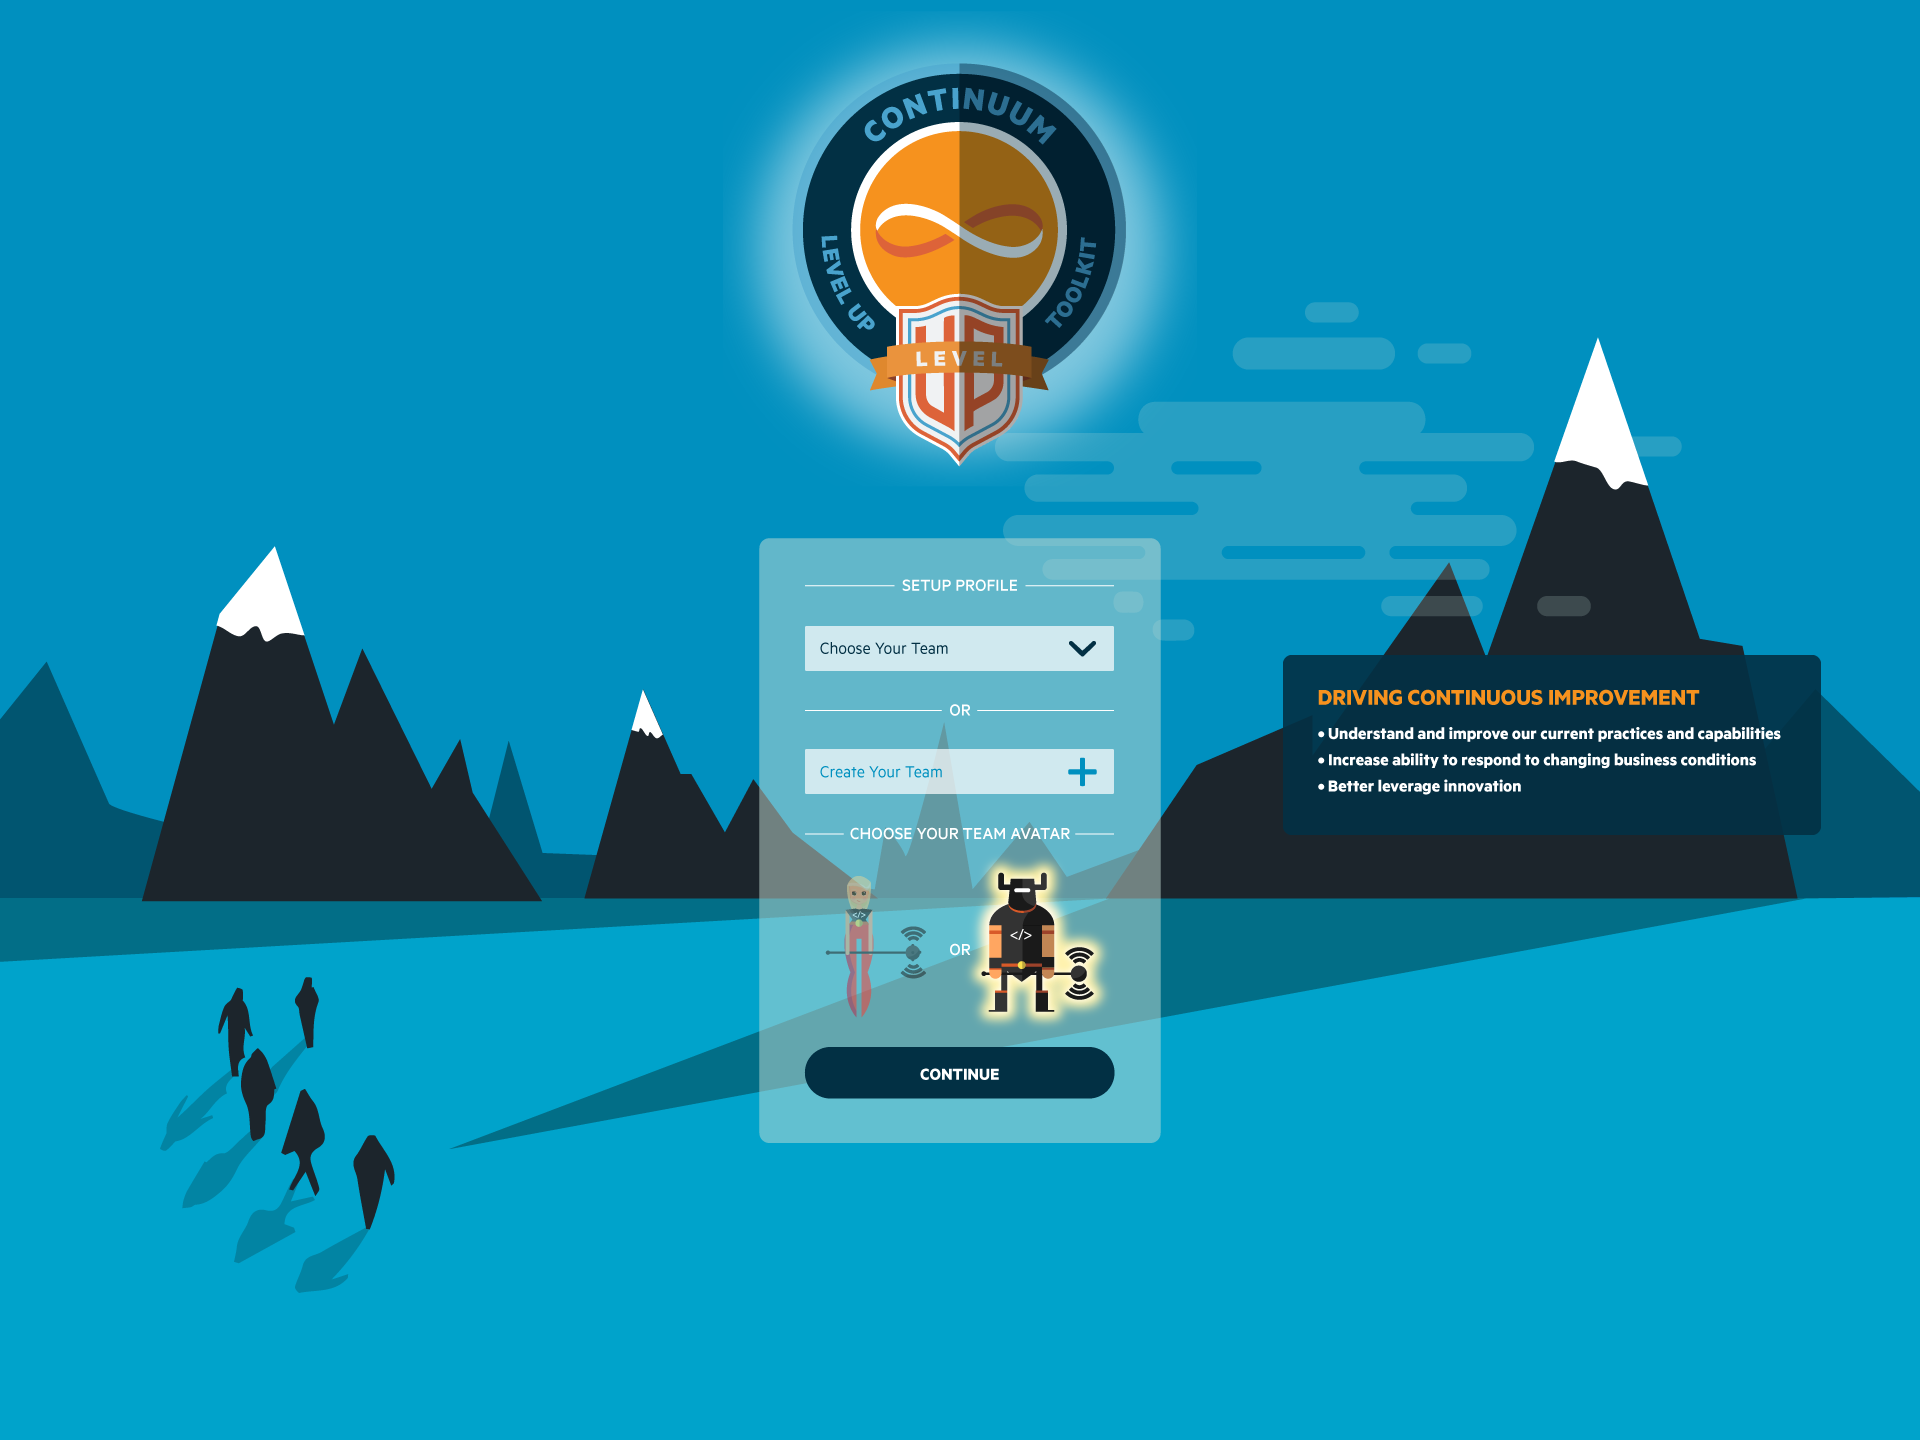 CONTINUUM
LEVEL UP
TOOLKIT
UP
LEVEL
SETUP PROFILE
Choose Your Team
OR
Create Your Team
CHOOSE YOUR TEAM AVATAR
</>
OR
</>
CONTINUE
DRIVING CONTINUOUS IMPROVEMENT
• Understand and improve our current practices and capabilities
• Increase ability to respond to changing business conditions
• Better leverage innovation